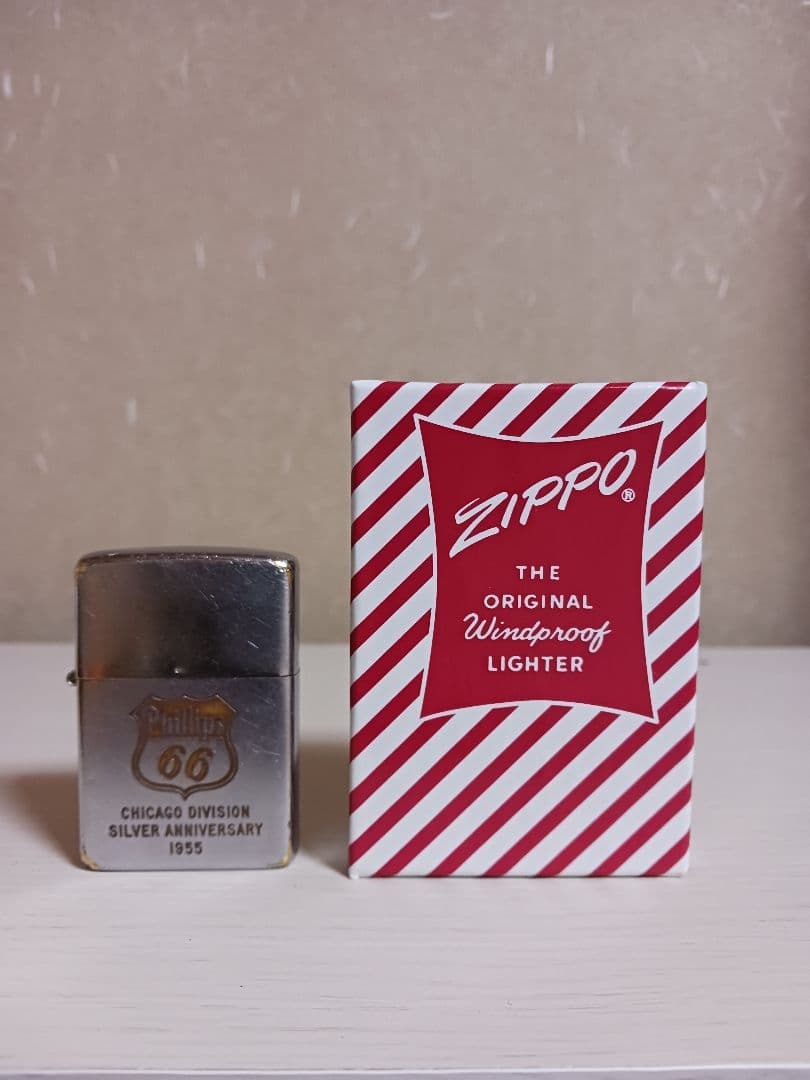 Phillips
66
CHICAGO DIVISION
SILVER ANNIVERSARY
1955
ZIPPO®
THE
ORIGINAL
Windproof
LIGHTER